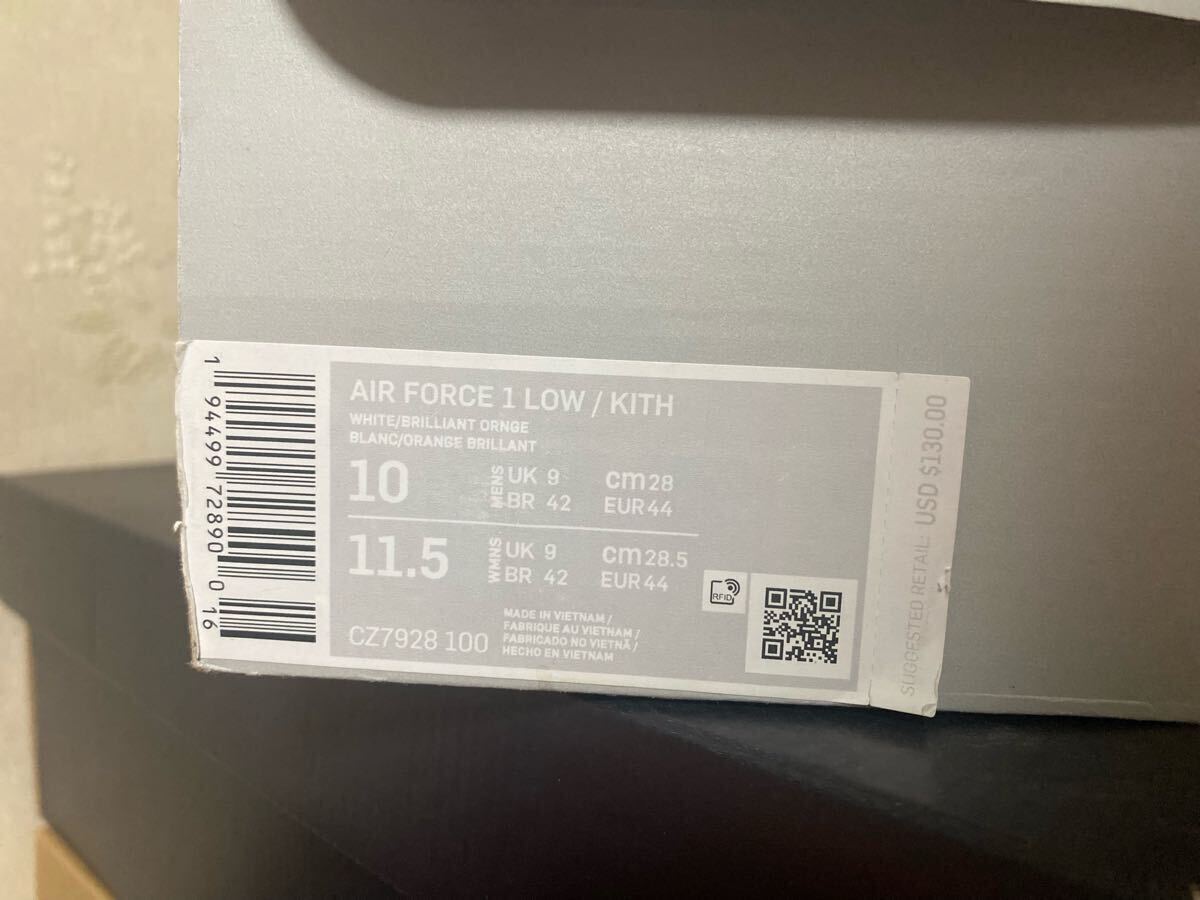 1 94499 72890 0 16
AIR FORCE 1 LOW / KITH
WHITE/BRILLIANT ORNGE
BLANC/ORANGE BRILLANT
10 MENS UK 9 cm 28
BR 42 EUR 44
11.5 WMNS UK 9 cm 28.5
BR 42 EUR 44
CZ7928 100
MADE IN VIETNAM /
FABRIQUE AU VIETNAM /
FABRICADO NO VIETNÃ /
HECHO EN VIETNAM
RFID
SUGGESTED RETAIL: USD $130.00